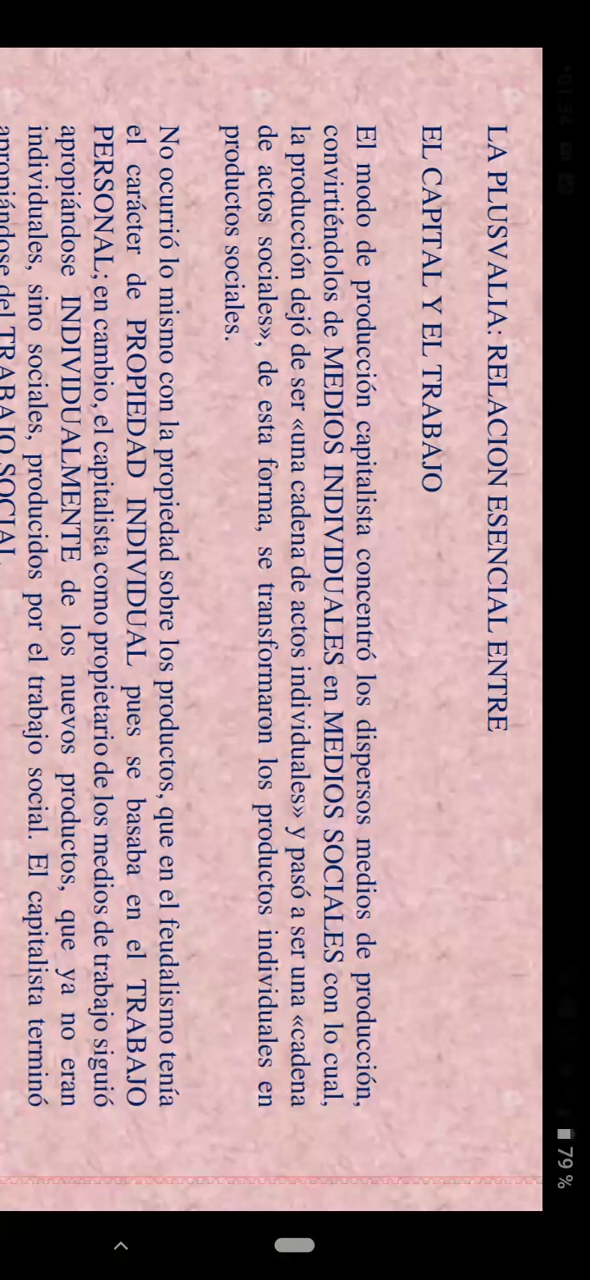 LA PLUSVALIA: RELACION ESENCIAL ENTRE
EL CAPITAL Y EL TRABAJO
El modo de producción capitalista concentró los dispersos medios de producción,
convirtiéndolos de MEDIOS INDIVIDUALES en MEDIOS SOCIALES con lo cual,
la producción dejó de ser «una cadena de actos individuales» y pasó a ser una «cadena
de actos sociales», de esta forma, se transformaron los productos individuales en
productos sociales.
No ocurrió lo mismo con la propiedad sobre los productos, que en el feudalismo tenía
el carácter de PROPIEDAD INDIVIDUAL pues se basaba en el TRABAJO
PERSONAL; en cambio, el capitalista como propietario de los medios de trabajo siguió
apropiándose INDIVIDUALMENTE de los nuevos productos, que ya no eran
individuales, sino sociales, producidos por el trabajo social. El capitalista terminó
apropiándose del TRABAJO SOCIAL
79 %